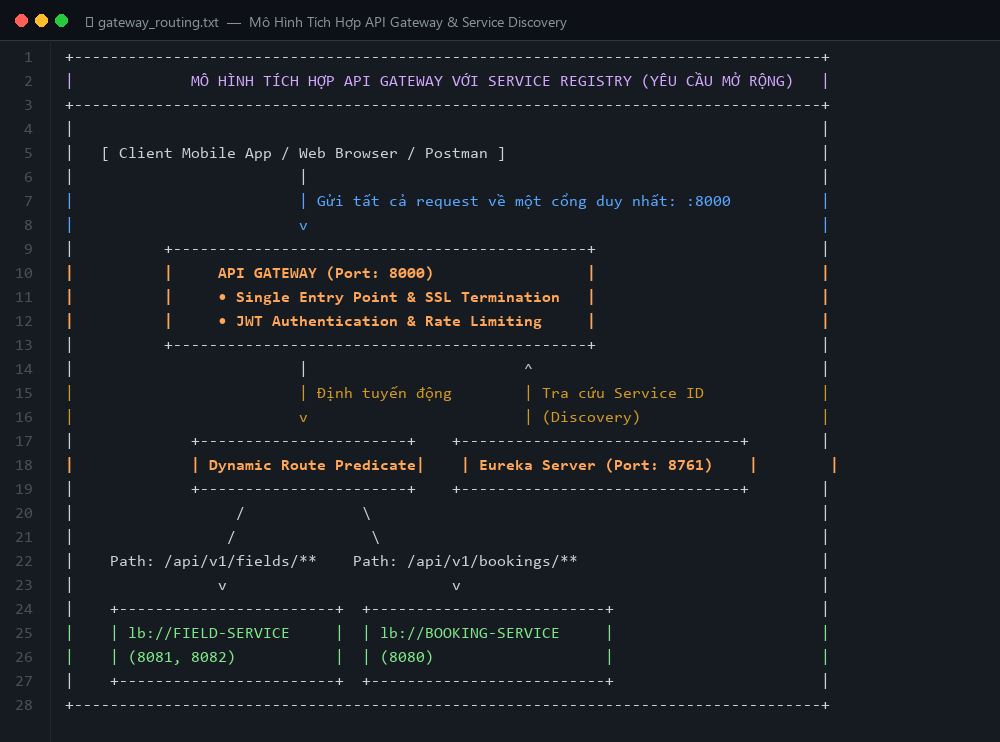 gateway_routing.txt — Mô Hình Tích Hợp API Gateway & Service Discovery
1 +-----------------------------------------------------------------------------------+
2 |             MÔ HÌNH TÍCH HỢP API GATEWAY VỚI SERVICE REGISTRY (YÊU CẦU MỞ RỘNG)   |
3 +-----------------------------------------------------------------------------------+
4 |                                                                                   |
5 |   [ Client Mobile App / Web Browser / Postman ]                                   |
6 |                         |                                                         |
7 |                         | Gửi tất cả request về một cổng duy nhất: :8000          |
8 |                         v                                                         |
9 |          +----------------------------------------------+                         |
10 |          |     API GATEWAY (Port: 8000)                 |                         |
11 |          |     • Single Entry Point & SSL Termination   |                         |
12 |          |     • JWT Authentication & Rate Limiting     |                         |
13 |          +----------------------------------------------+                         |
14 |                         |                        ^                                |
15 |                         | Định tuyến động        | Tra cứu Service ID             |
16 |                         v                        | (Discovery)                    |
17 |             +------------------------+    +-------------------------------+        |
18 |             | Dynamic Route Predicate|    | Eureka Server (Port: 8761)    |        |
19 |             +------------------------+    +-------------------------------+        |
20 |                  /             \                                                  |
21 |                 /               \                                                 |
22 |    Path: /api/v1/fields/**    Path: /api/v1/bookings/**                           |
23 |                v                         v                                        |
24 |    +------------------------+  +--------------------------+                       |
25 |    | lb://FIELD-SERVICE     |  | lb://BOOKING-SERVICE     |                       |
26 |    | (8081, 8082)           |  | (8080)                   |                       |
27 |    +------------------------+  +--------------------------+                       |
28 +-----------------------------------------------------------------------------------+